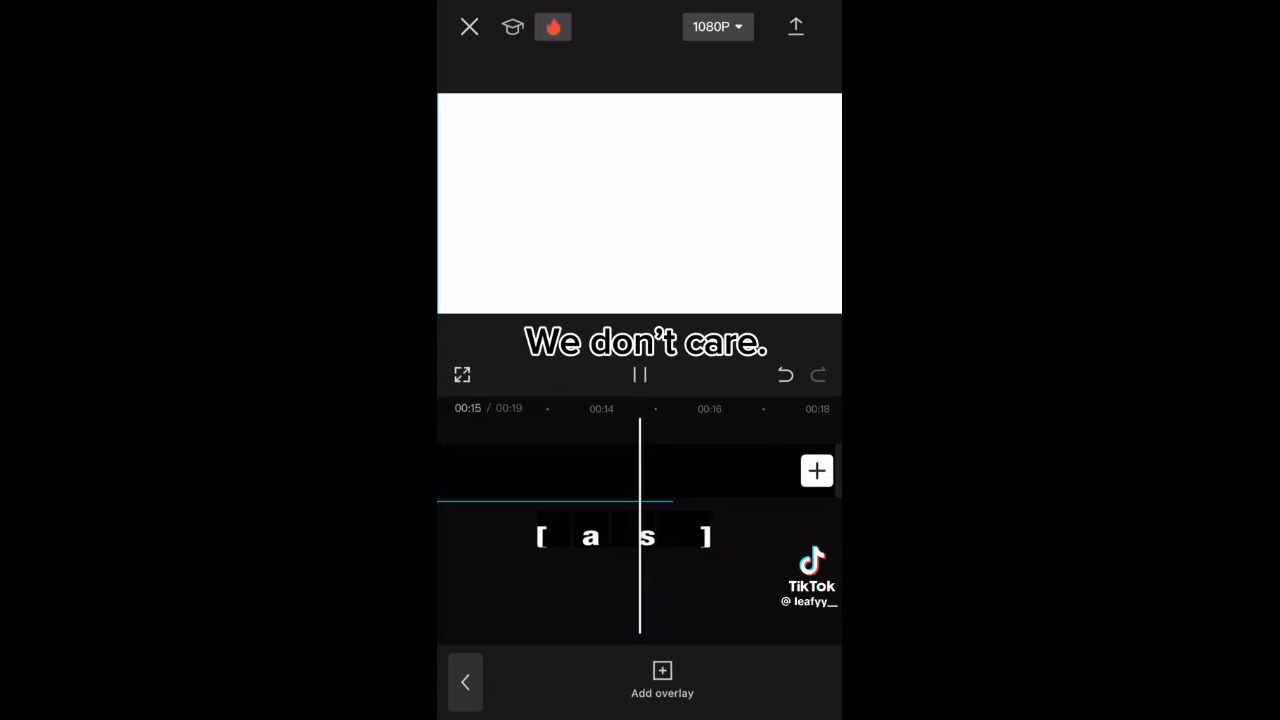 1080P
We don't care.
00:15 / 00:19
00:14
00:16
00:18
[ a s ]
TikTok
@ leafyy__
Add overlay